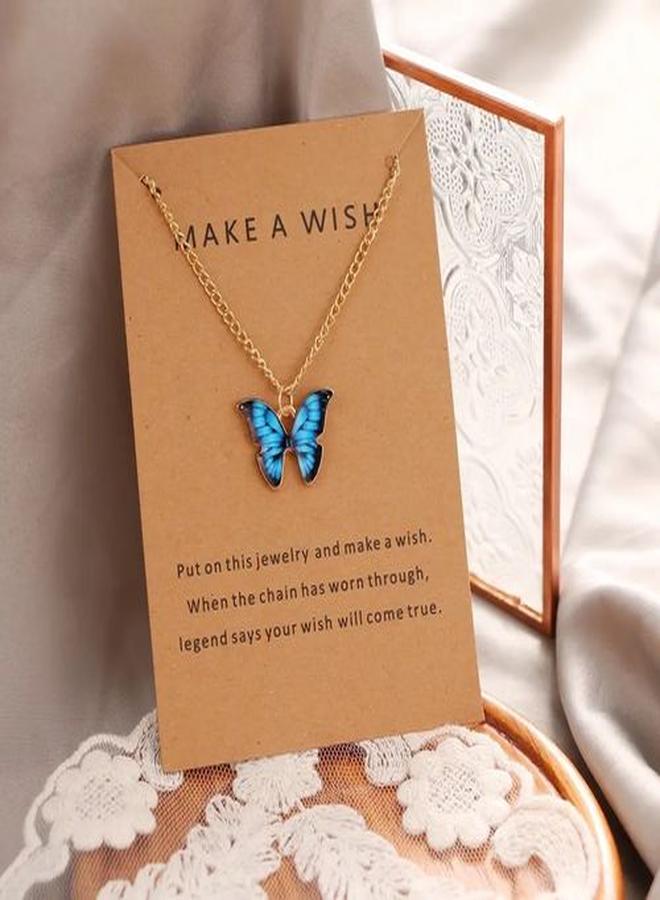 MAKE A WISH
Put on this jewelry and make a wish.
When the chain has worn through,
legend says your wish will come true.